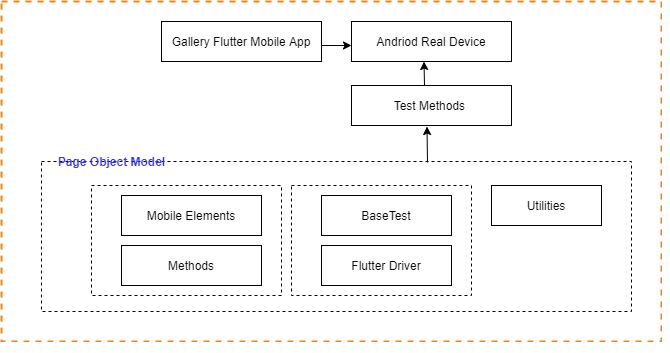 Gallery Flutter Mobile App
Andriod Real Device
Test Methods
Page Object Model
Mobile Elements
BaseTest
Utilities
Methods
Flutter Driver